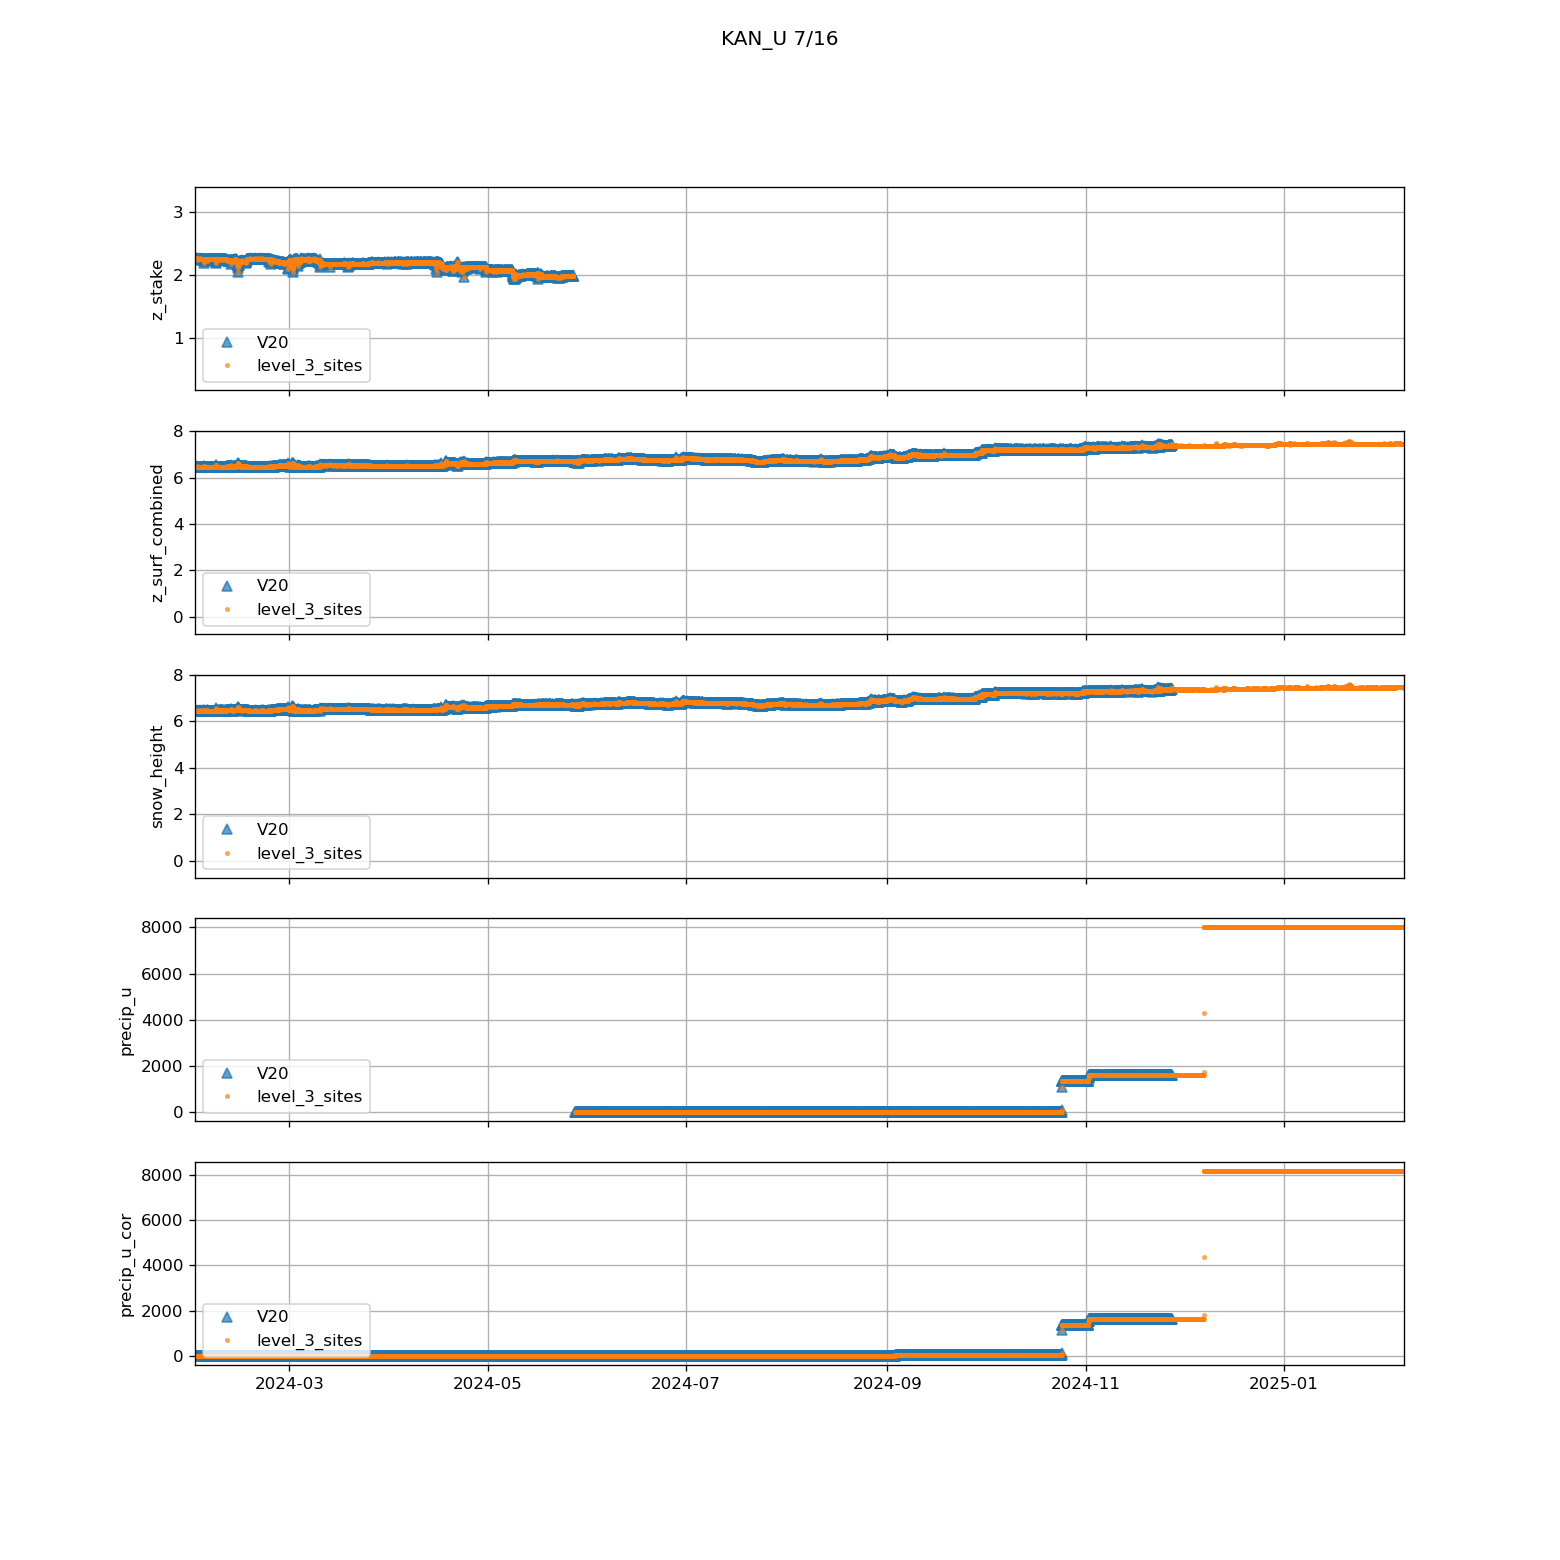 KAN_U 7/16
z_stake
3
2
1
V20
level_3_sites
z_surf_combined
8
6
4
2
0
V20
level_3_sites
snow_height
8
6
4
2
0
V20
level_3_sites
precip_u
8000
6000
4000
2000
0
V20
level_3_sites
precip_u_cor
8000
6000
4000
2000
0
V20
level_3_sites
2024-03 2024-05 2024-07 2024-09 2024-11 2025-01